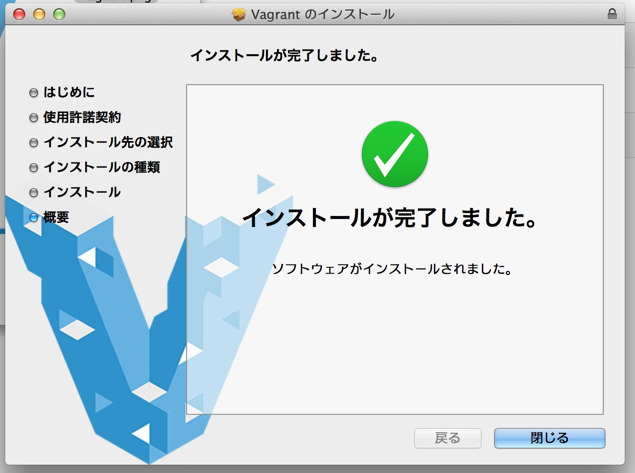 Vagrant のインストール
インストールが完了しました。
はじめに
使用許諾契約
インストール先の選択
インストールの種類
インストール
概要
インストールが完了しました。
ソフトウェアがインストールされました。
戻る
閉じる